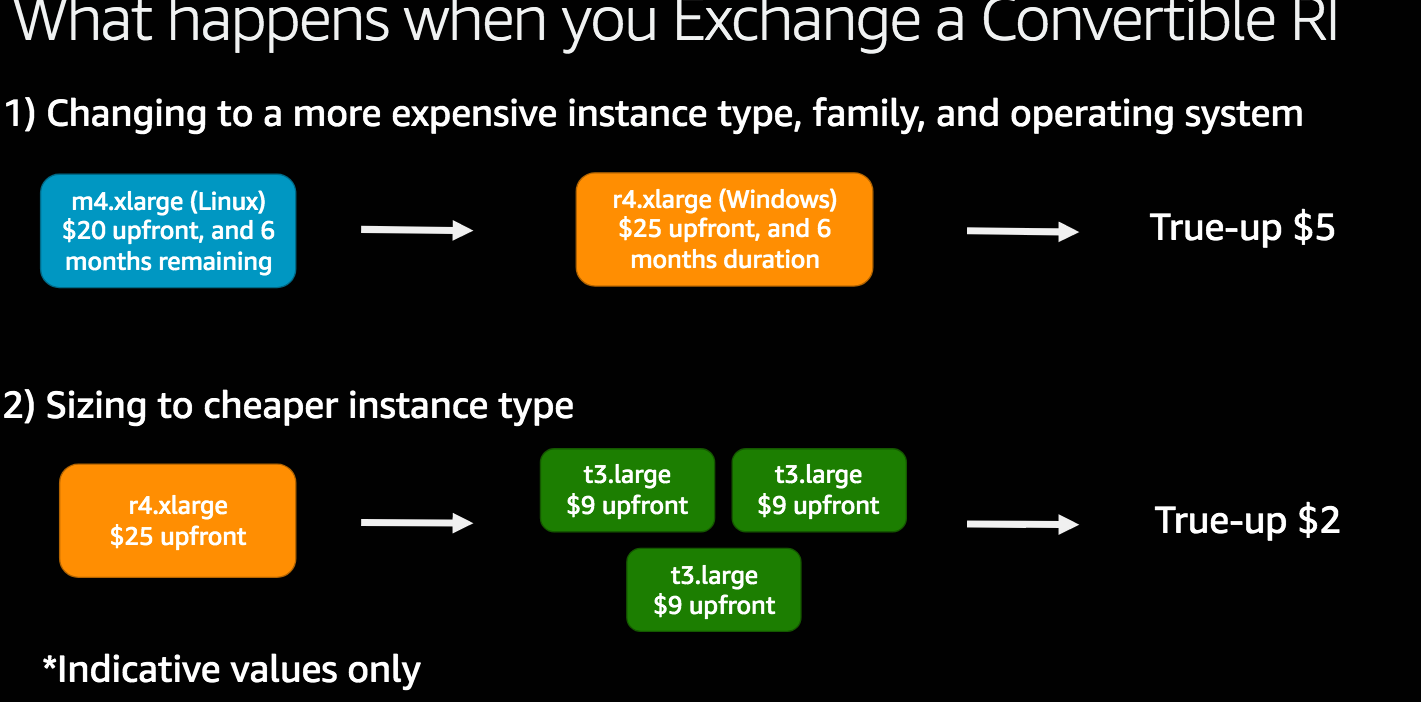 What happens when you Exchange a Convertible RI
1) Changing to a more expensive instance type, family, and operating system
m4.xlarge (Linux)
$20 upfront, and 6
months remaining
r4.xlarge (Windows)
$25 upfront, and 6
months duration
True-up $5
2) Sizing to cheaper instance type
r4.xlarge
$25 upfront
t3.large
$9 upfront
t3.large
$9 upfront
t3.large
$9 upfront
True-up $2
*Indicative values only